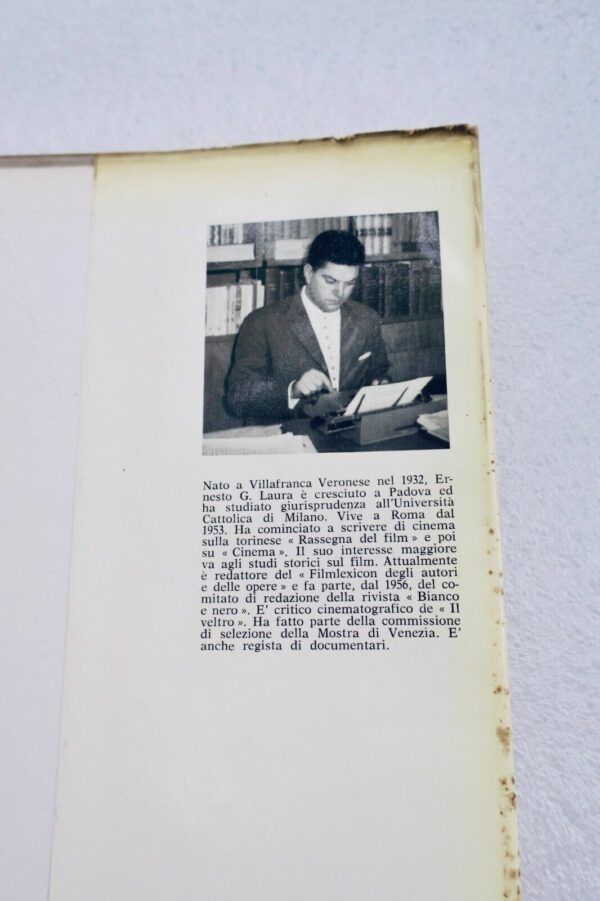 Nato a Villafranca Veronese nel 1932, Er-
nesto G. Laura è cresciuto a Padova ed
ha studiato giurisprudenza all'Università
Cattolica di Milano. Vive a Roma dal
1953. Ha cominciato a scrivere di cinema
sulla torinese « Rassegna del film » e poi
su « Cinema ». Il suo interesse maggiore
va agli studi storici sul film. Attualmente
è redattore del « Filmlexicon degli autori
e delle opere » e fa parte, dal 1956, del co-
mitato di redazione della rivista « Bianco
e nero ». E' critico cinematografico de « Il
veltro ». Ha fatto parte della commissione
di selezione della Mostra di Venezia. E'
anche regista di documentari.